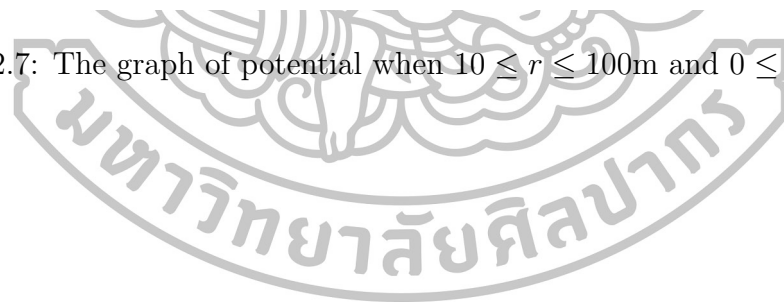 2.7: The graph of potential when 10 ≤ r ≤ 100m and 0 ≤
มหาวิทยาลัยศิลปากร